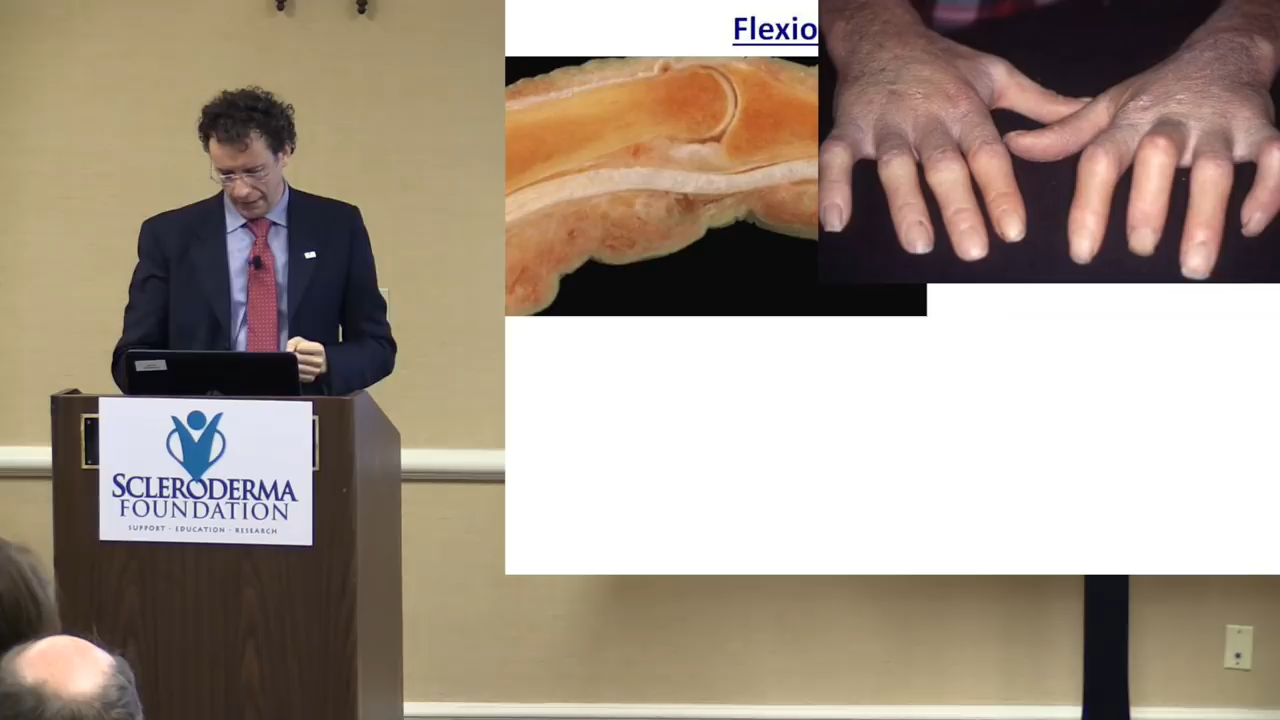 Flexio
SCLERODERMA
FOUNDATION
SUPPORT · EDUCATION · RESEARCH